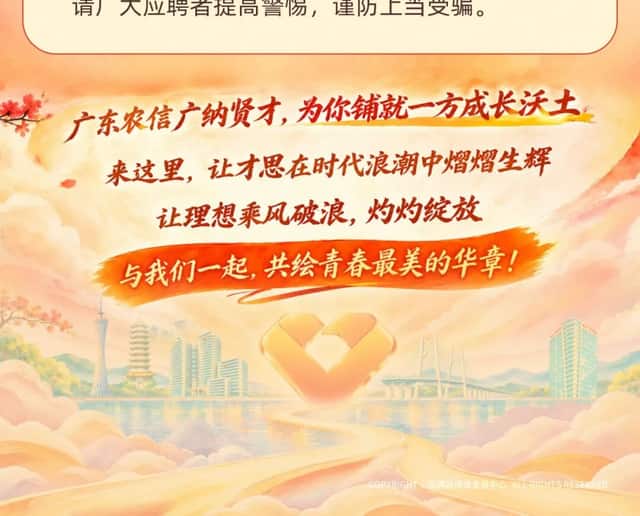 请广大应聘者提高警惕，谨防上当受骗。
广东农信广纳贤才，为你铺就一方成长沃土
来这里，让才思在时代浪潮中熠熠生辉
让理想乘风破浪，灼灼绽放
与我们一起，共绘青春最美的华章！
COPYRIGHT